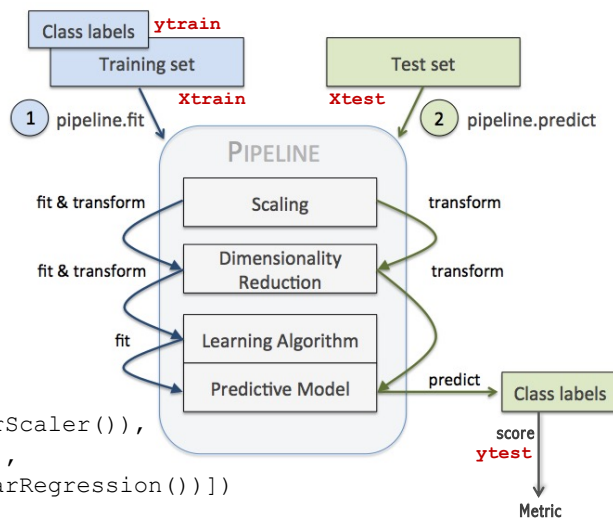 Class labels ytrain
Training set
Test set
Xtrain
Xtest
1 pipeline.fit
2 pipeline.predict
PIPELINE
fit & transform
Scaling
transform
fit & transform
Dimensionality
Reduction
transform
fit
Learning Algorithm
Predictive Model
predict
Class labels
rScaler()),
score
ytest
,
arRegression())])
Metric